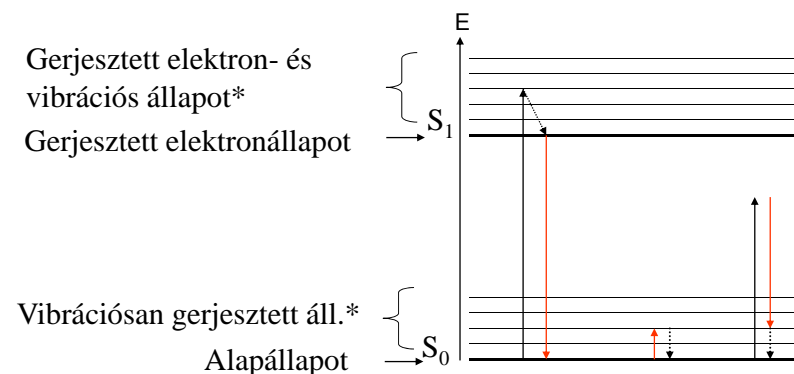 E
Gerjesztett elektron- és
vibrációs állapot*
S₁
Gerjesztett elektronállapot
Vibrációsan gerjesztett áll.*
S₀
Alapállapot